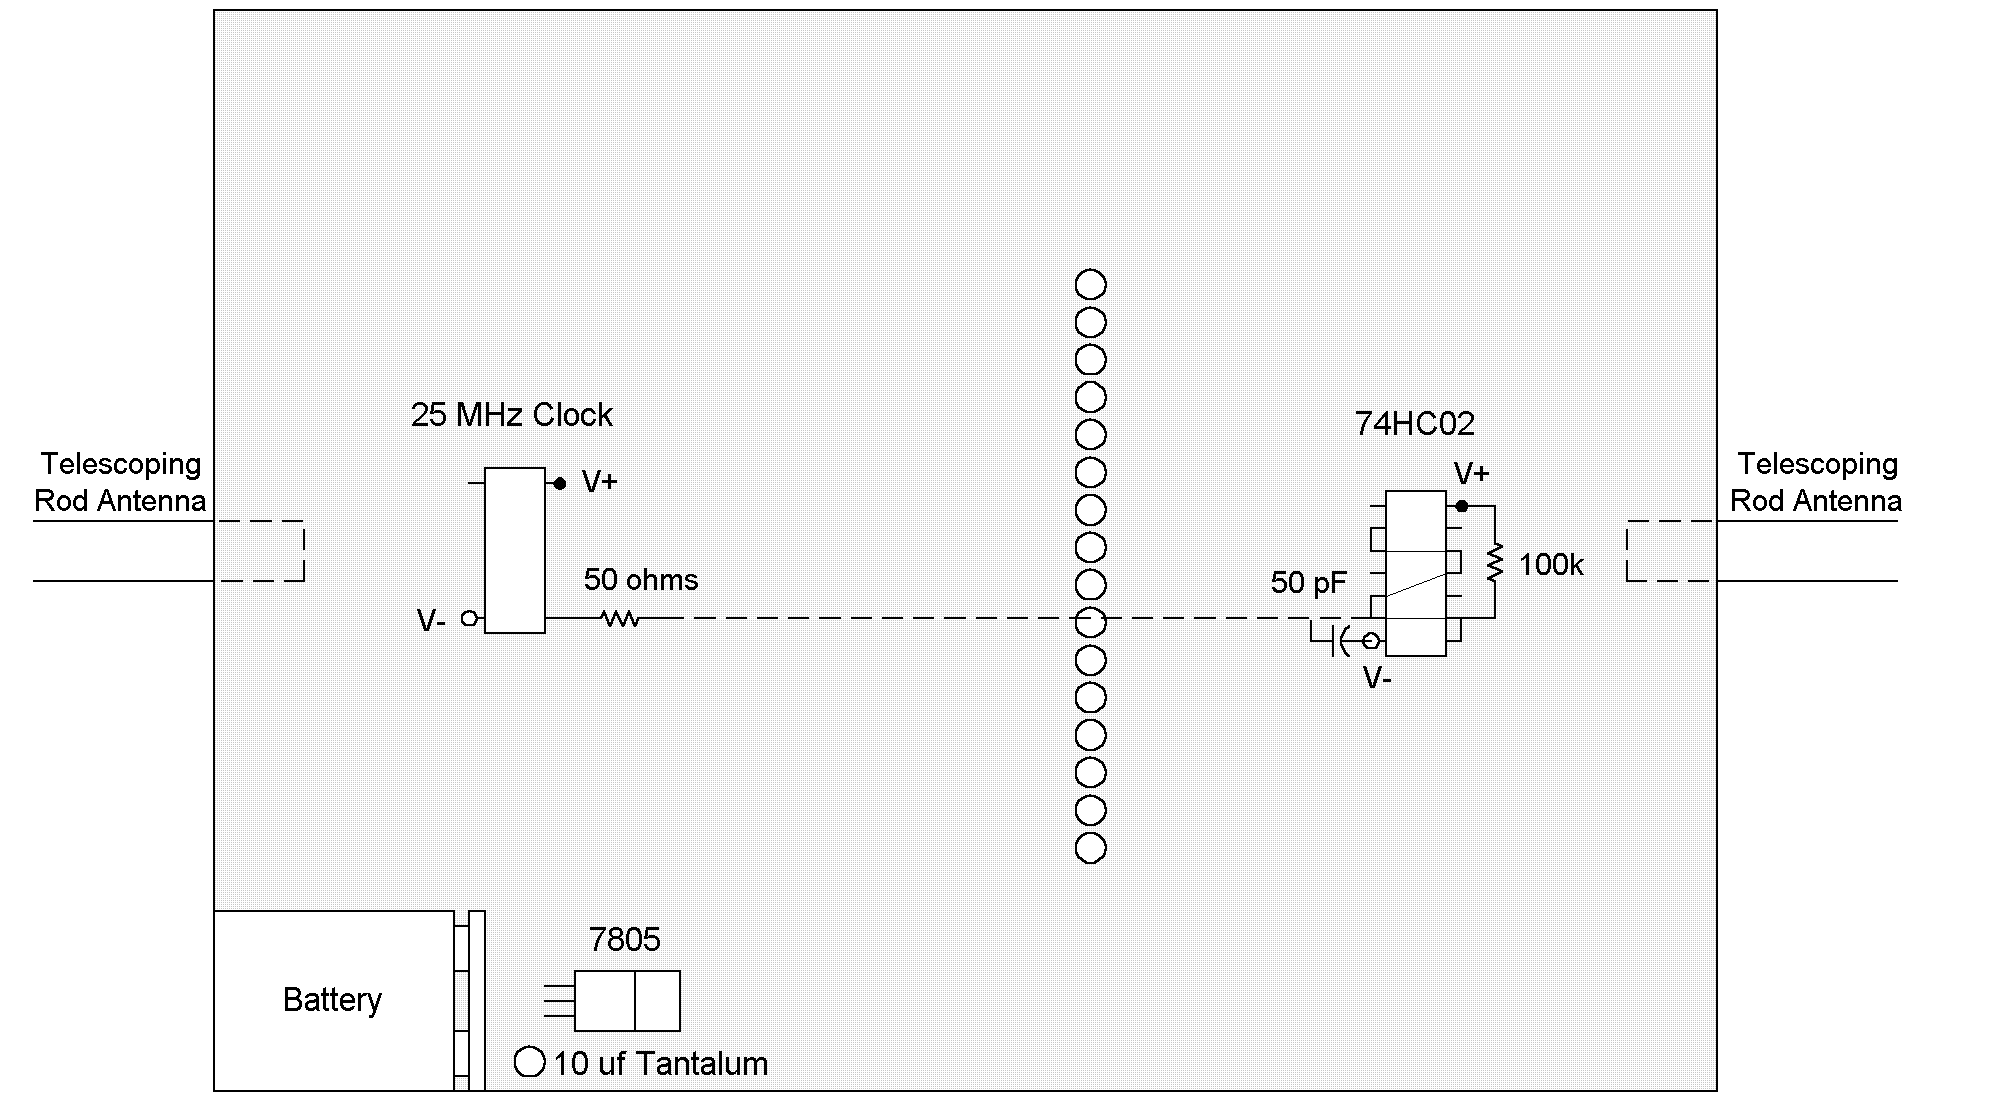 25 MHz Clock
74HC02
Telescoping
Rod Antenna
V+
V+
Telescoping
Rod Antenna
50 ohms
100k
50 pF
V-
V-
7805
Battery
10 uf Tantalum